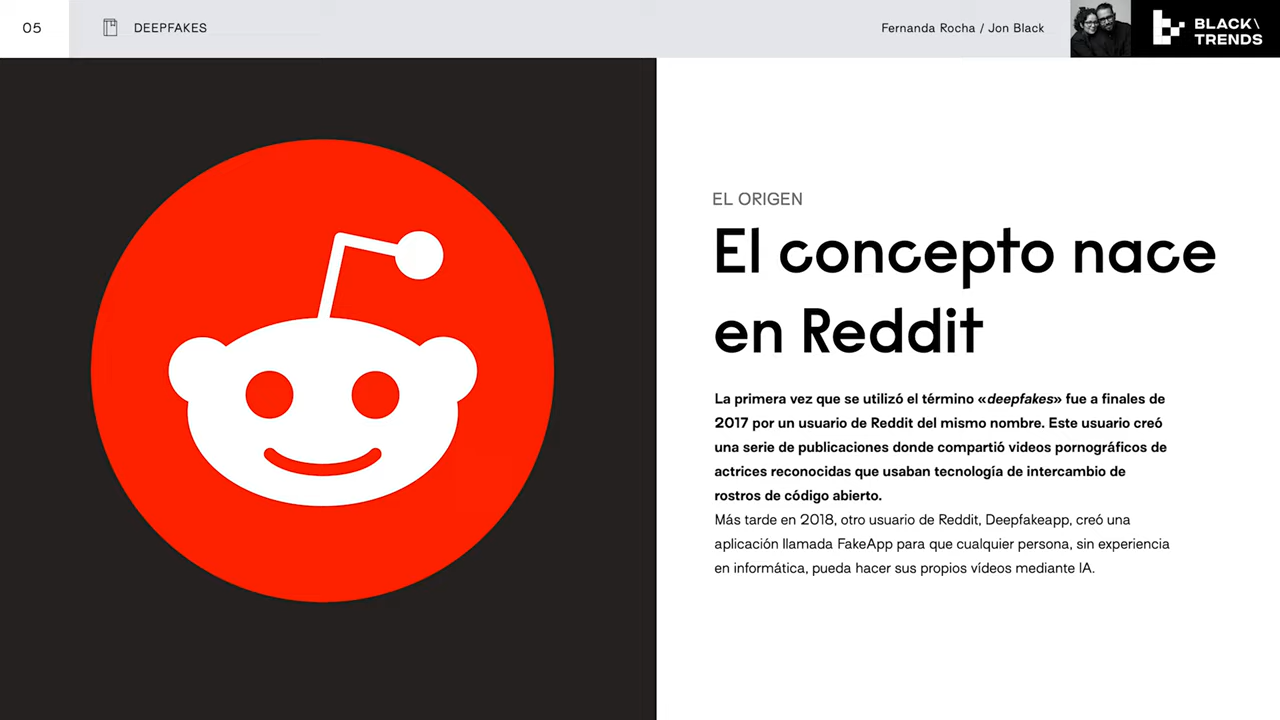 05
DEEPFAKES
Fernanda Rocha / Jon Black
BLACK\
TRENDS
EL ORIGEN
El concepto nace
en Reddit
La primera vez que se utilizó el término «deepfakes» fue a finales de
2017 por un usuario de Reddit del mismo nombre. Este usuario creó
una serie de publicaciones donde compartió videos pornográficos de
actrices reconocidas que usaban tecnología de intercambio de
rostros de código abierto.
Más tarde en 2018, otro usuario de Reddit, Deepfakeapp, creó una
aplicación llamada FakeApp para que cualquier persona, sin experiencia
en informática, pueda hacer sus propios vídeos mediante IA.